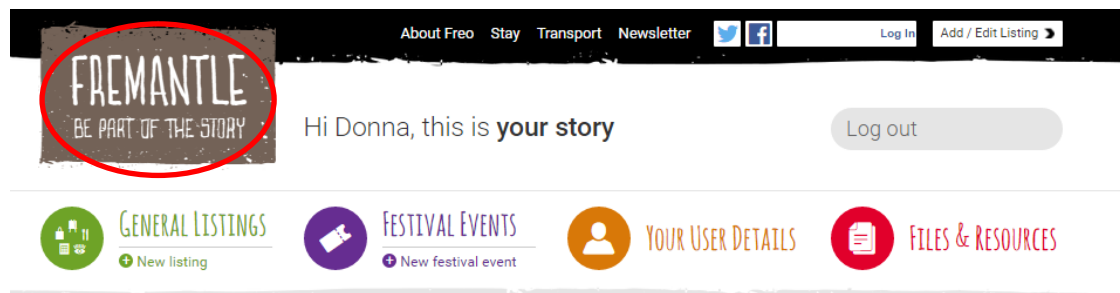 About Freo Stay Transport Newsletter Log In Add / Edit Listing
FREMANTLE
BE PART OF THE STORY
Hi Donna, this is your story
Log out
General Listings
New listing
Festival Events
New festival event
Your User Details
Files & Resources